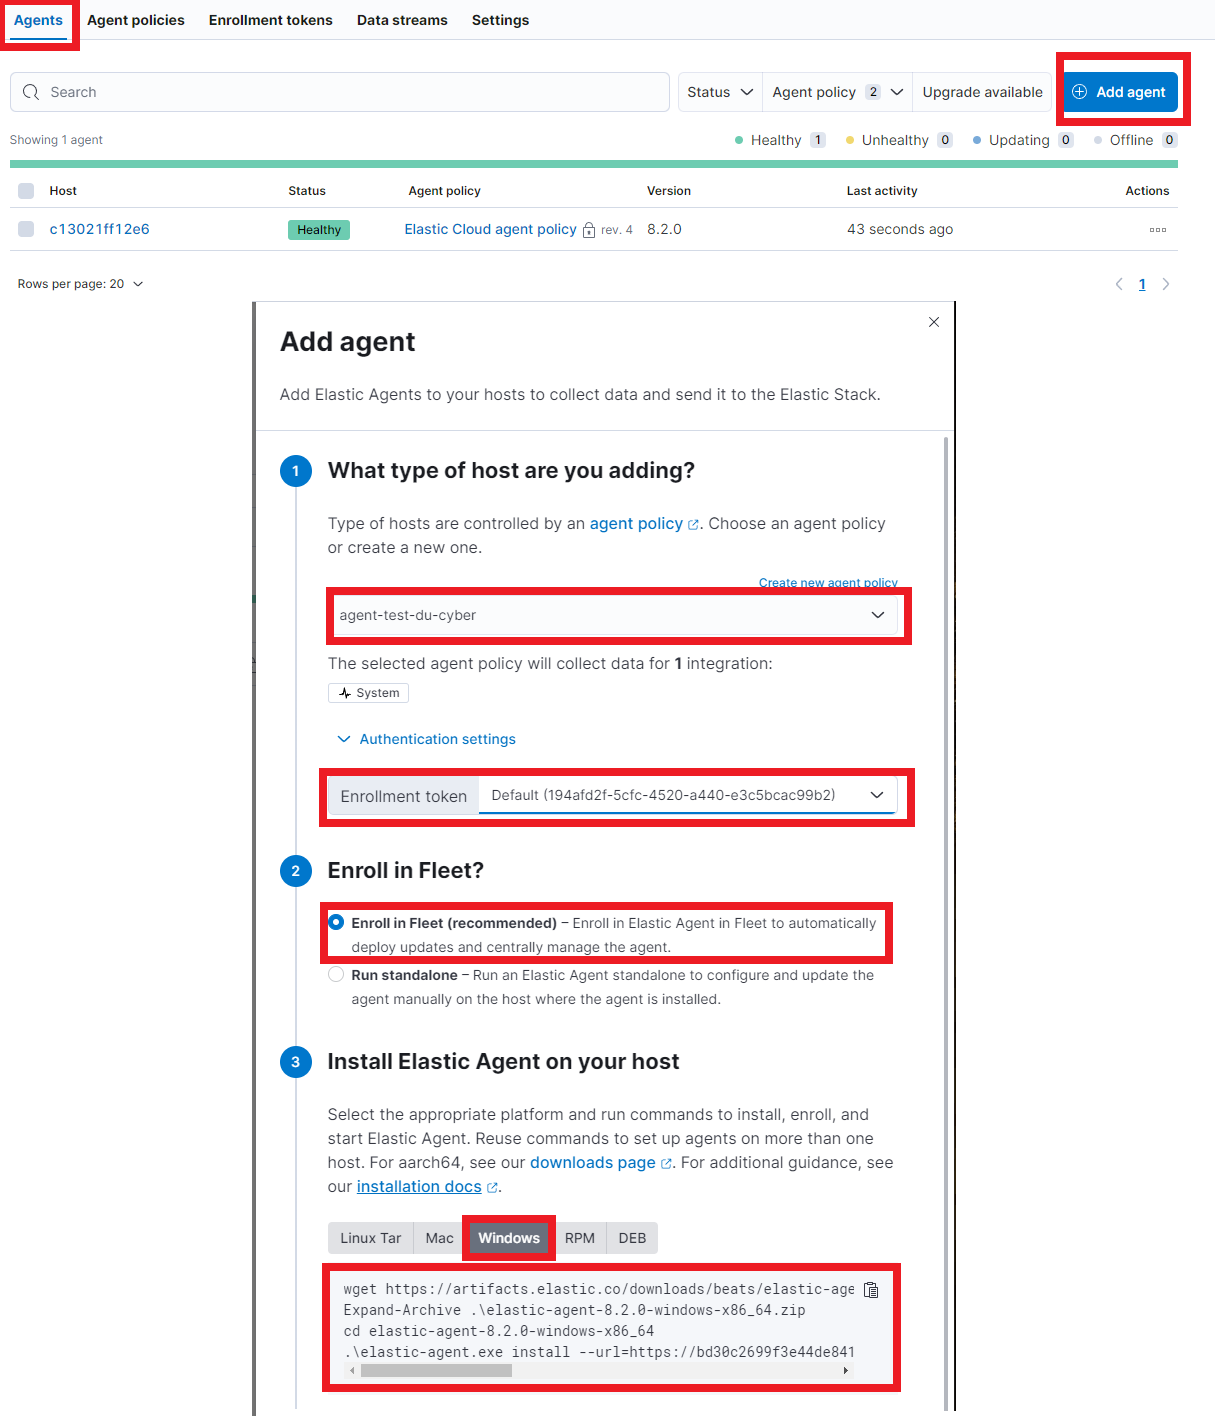 Agents Agent policies Enrollment tokens Data streams Settings
Search Status Agent policy 2 Upgrade available Add agent
Showing 1 agent Healthy 1 Unhealthy 0 Updating 0 Offline 0
Host Status Agent policy Version Last activity Actions
c13021ff12e6 Healthy Elastic Cloud agent policy rev. 4 8.2.0 43 seconds ago
Rows per page: 20 1
Add agent
Add Elastic Agents to your hosts to collect data and send it to the Elastic Stack.
1 What type of host are you adding?
Type of hosts are controlled by an agent policy. Choose an agent policy
or create a new one.
Create new agent policy
agent-test-du-cyber
The selected agent policy will collect data for 1 integration:
System
Authentication settings
Enrollment token Default (194afd2f-5cfc-4520-a440-e3c5bcac99b2)
2 Enroll in Fleet?
Enroll in Fleet (recommended) – Enroll in Elastic Agent in Fleet to automatically
deploy updates and centrally manage the agent.
Run standalone – Run an Elastic Agent standalone to configure and update the
agent manually on the host where the agent is installed.
3 Install Elastic Agent on your host
Select the appropriate platform and run commands to install, enroll, and
start Elastic Agent. Reuse commands to set up agents on more than one
host. For aarch64, see our downloads page. For additional guidance, see
our installation docs.
Linux Tar Mac Windows RPM DEB
wget https://artifacts.elastic.co/downloads/beats/elastic-age
Expand-Archive .\elastic-agent-8.2.0-windows-x86_64.zip
cd elastic-agent-8.2.0-windows-x86_64
.\elastic-agent.exe install --url=https://bd30c2699f3e44de841